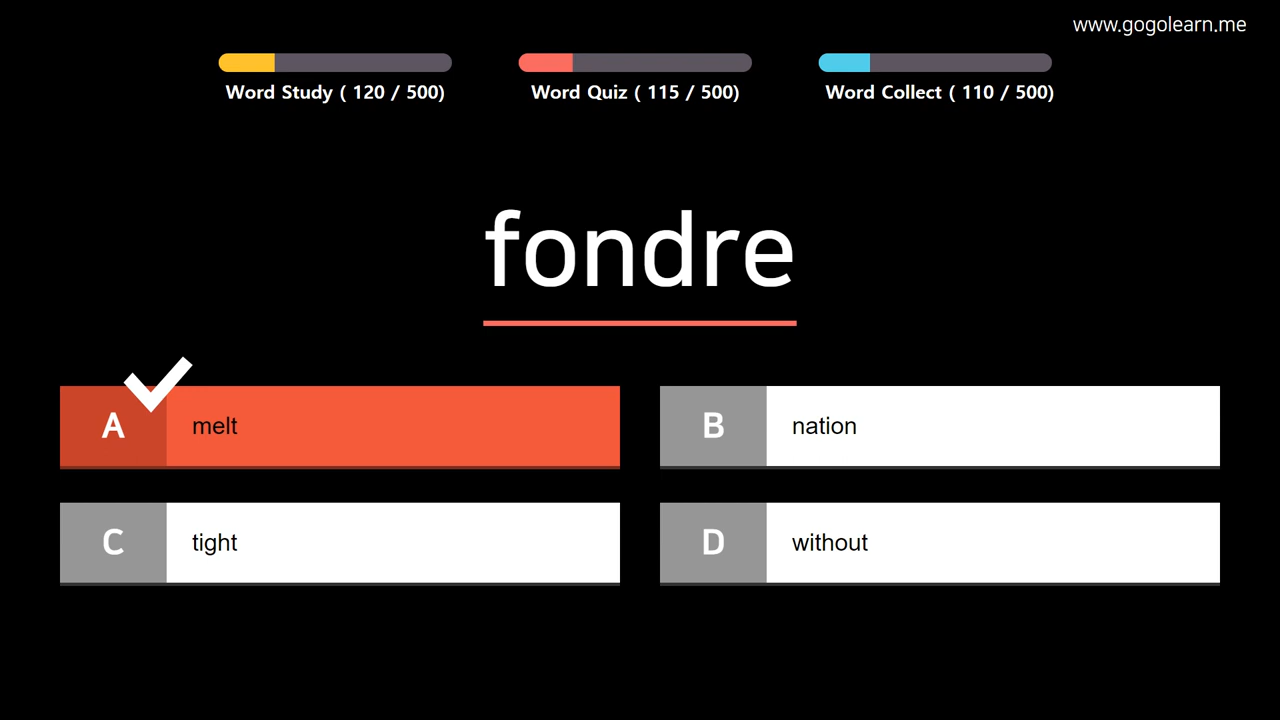 www.gogolearn.me
Word Study ( 120 / 500)
Word Quiz ( 115 / 500)
Word Collect ( 110 / 500)
fondre
A melt
B nation
C tight
D without